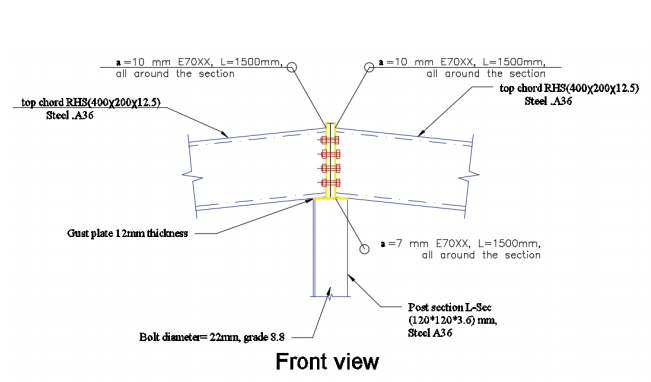 a =10 mm E70XX, L=1500mm,
all around the section
a =10 mm E70XX, L=1500mm,
all around the section
top chord RHS(400χ200χ12.5)
Steel .A36
top chord RHS(400χ200χ12.5)
Steel .A36
Gust plate 12mm thickness
a =7 mm E70XX, L=1500mm,
all around the section
Post section L-Sec
(120*120*3.6) mm,
Steel A36
Bolt diameter= 22mm, grade 8.8
Front view